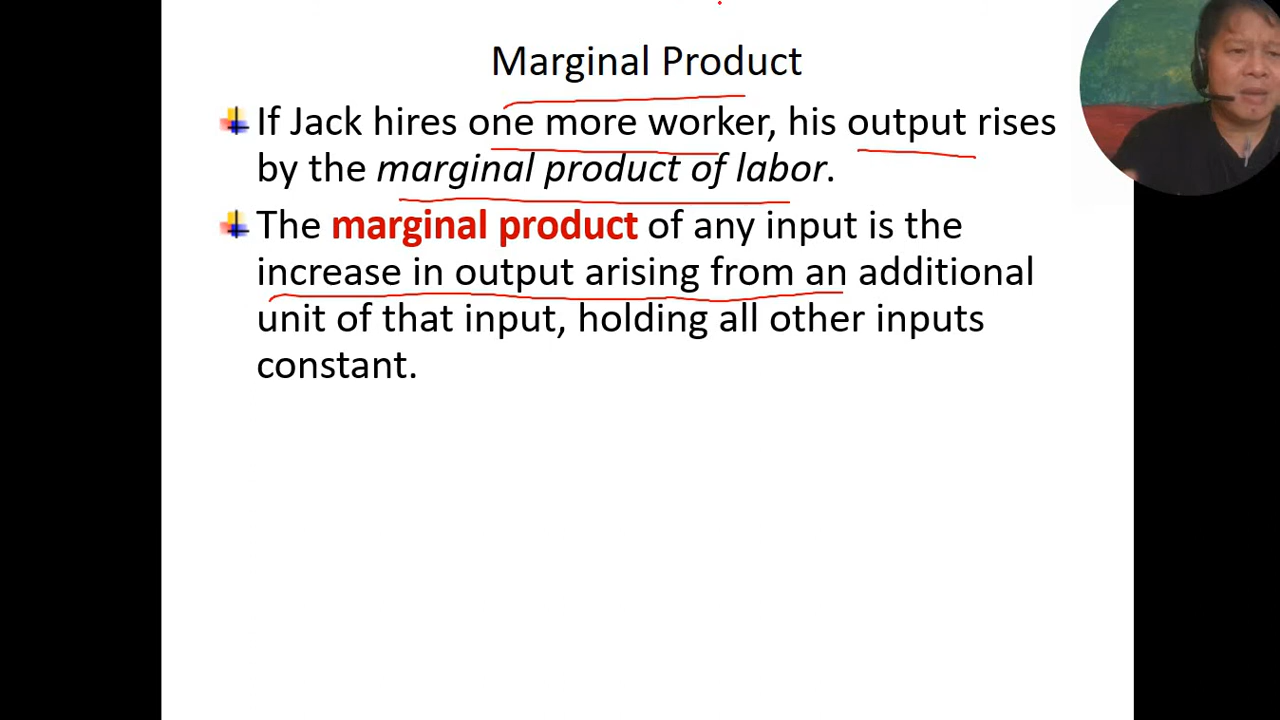 Marginal Product
If Jack hires one more worker, his output rises
by the marginal product of labor.
The marginal product of any input is the
increase in output arising from an additional
unit of that input, holding all other inputs
constant.